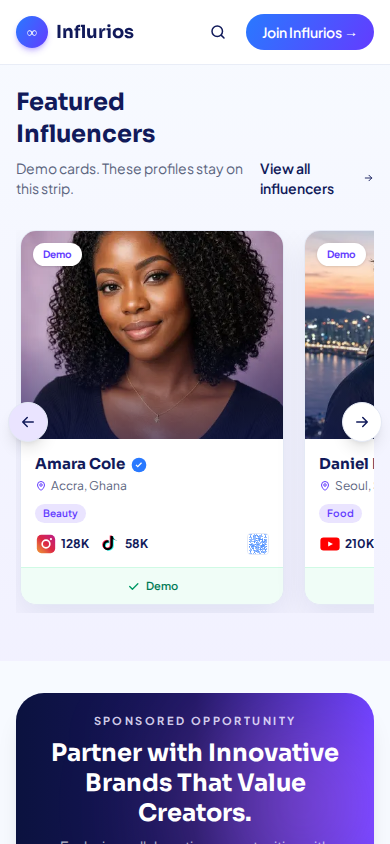 Influrios
Join Influrios →
Featured
Influencers
Demo cards. These profiles stay on
this strip.
View all
influencers
Demo
Demo
Amara Cole
Accra, Ghana
Beauty
128K
58K
Demo
Daniel
Seoul,
Food
210K
SPONSORED OPPORTUNITY
Partner with Innovative
Brands That Value
Creators.